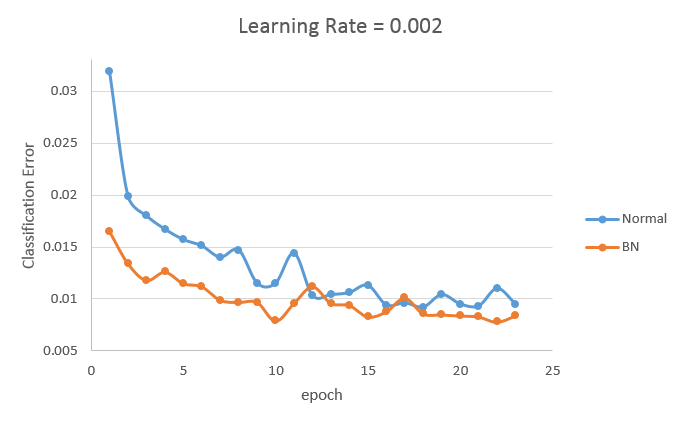 Learning Rate = 0.002
0.03
0.025
0.02
0.015
0.01
0.005
Classification Error
0 5 10 15 20 25
epoch
Normal
BN